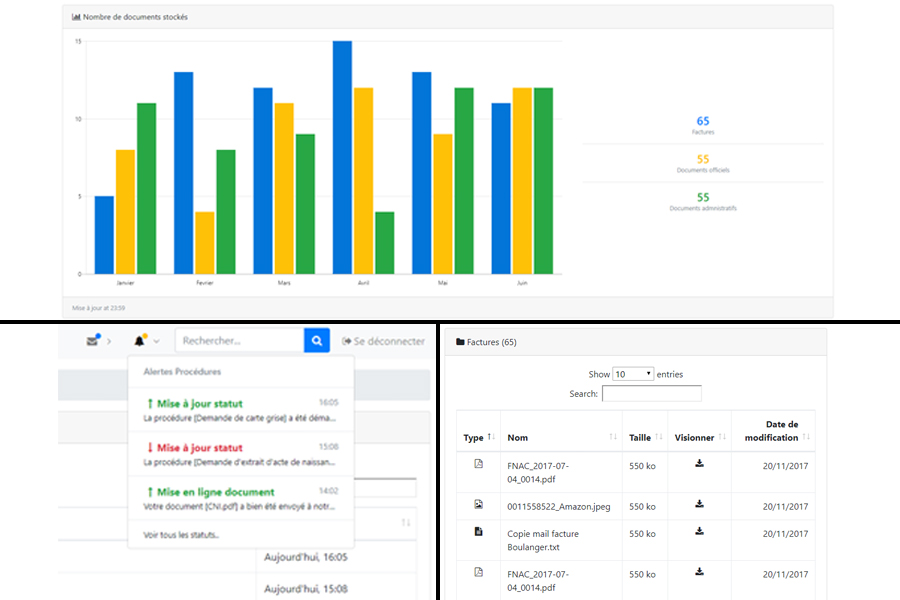 Nombre de documents stockés
15
10
5
0
Janvier
Fevrier
Mars
Avril
Mai
Juin
65
Factures
55
Documents officiels
55
Documents administratifs
Mise à jour at 23:59
Rechercher...
Se déconnecter
Alertes Procédures
Mise à jour statut 16:05
La procédure [Demande de carte grise] a été déma...
Mise à jour statut 15:08
La procédure [Demande d'extrait d'acte de naissan...
Mise en ligne document 14:02
Votre document [CNI.pdf] a bien été envoyé à notr...
Voir tous les statuts..
Aujourd'hui, 16:05
Aujourd'hui, 15:08
Factures (65)
Show 10 entries
Search:
Type Nom Taille Visionner Date de
modification
FNAC_2017-07-
04_0014.pdf 550 ko 20/11/2017
0011558522_Amazon.jpeg 550 ko 20/11/2017
Copie mail facture
Boulanger.txt 550 ko 20/11/2017
FNAC_2017-07-
04_0014.pdf 550 ko 20/11/2017